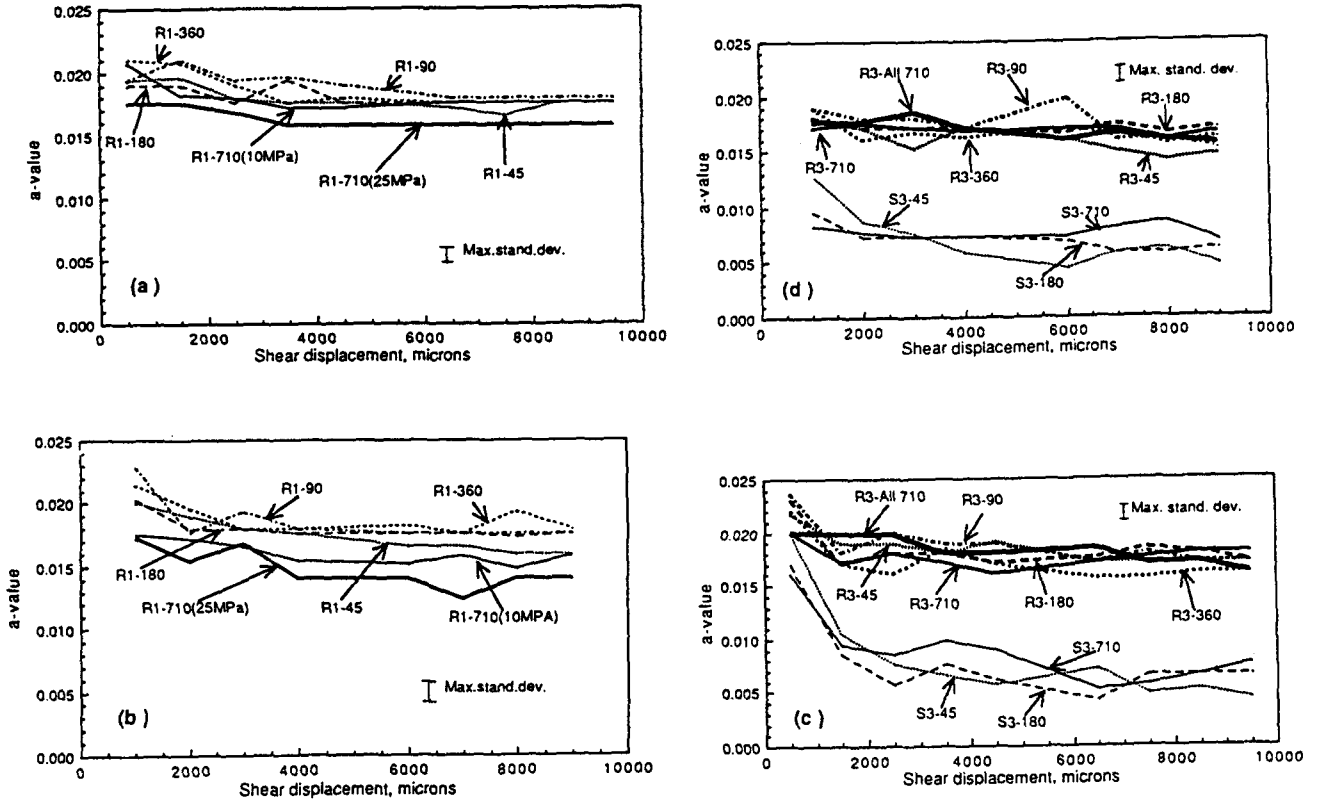 0.025
R1-360
0.020
R1-90
0.015
R1-180
R1-710(10MPa)
R1-710(25MPa)
R1-45
a-value
0.010
0.005
Max.stand.dev.
(a )
0.000
0 2000 4000 6000 8000 10000
Shear displacement, microns
0.025
R3-All 710
R3-90
Max. stand. dev.
R3-180
0.020
0.015
R3-710
R3-360
R3-45
a-value
0.010
S3-45
S3-710
0.005
S3-180
(d )
0.000
0 2000 4000 6000 8000 10000
Shear displacement, microns
0.025
R1-90
R1-360
0.020
0.015
R1-180
R1-710(25MPa)
R1-45
R1-710(10MPA)
a-value
0.010
0.005
Max.stand.dev.
(b )
0.000
0 2000 4000 6000 8000 10000
Shear displacement, microns
0.025
R3-All 710
R3-90
Max. stand. dev.
0.020
0.015
R3-45
R3-710
R3-180
R3-360
a-value
0.010
S3-710
0.005
S3-45
S3-180
(c )
0.000
0 2000 4000 6000 8000 10000
Shear displacement, microns